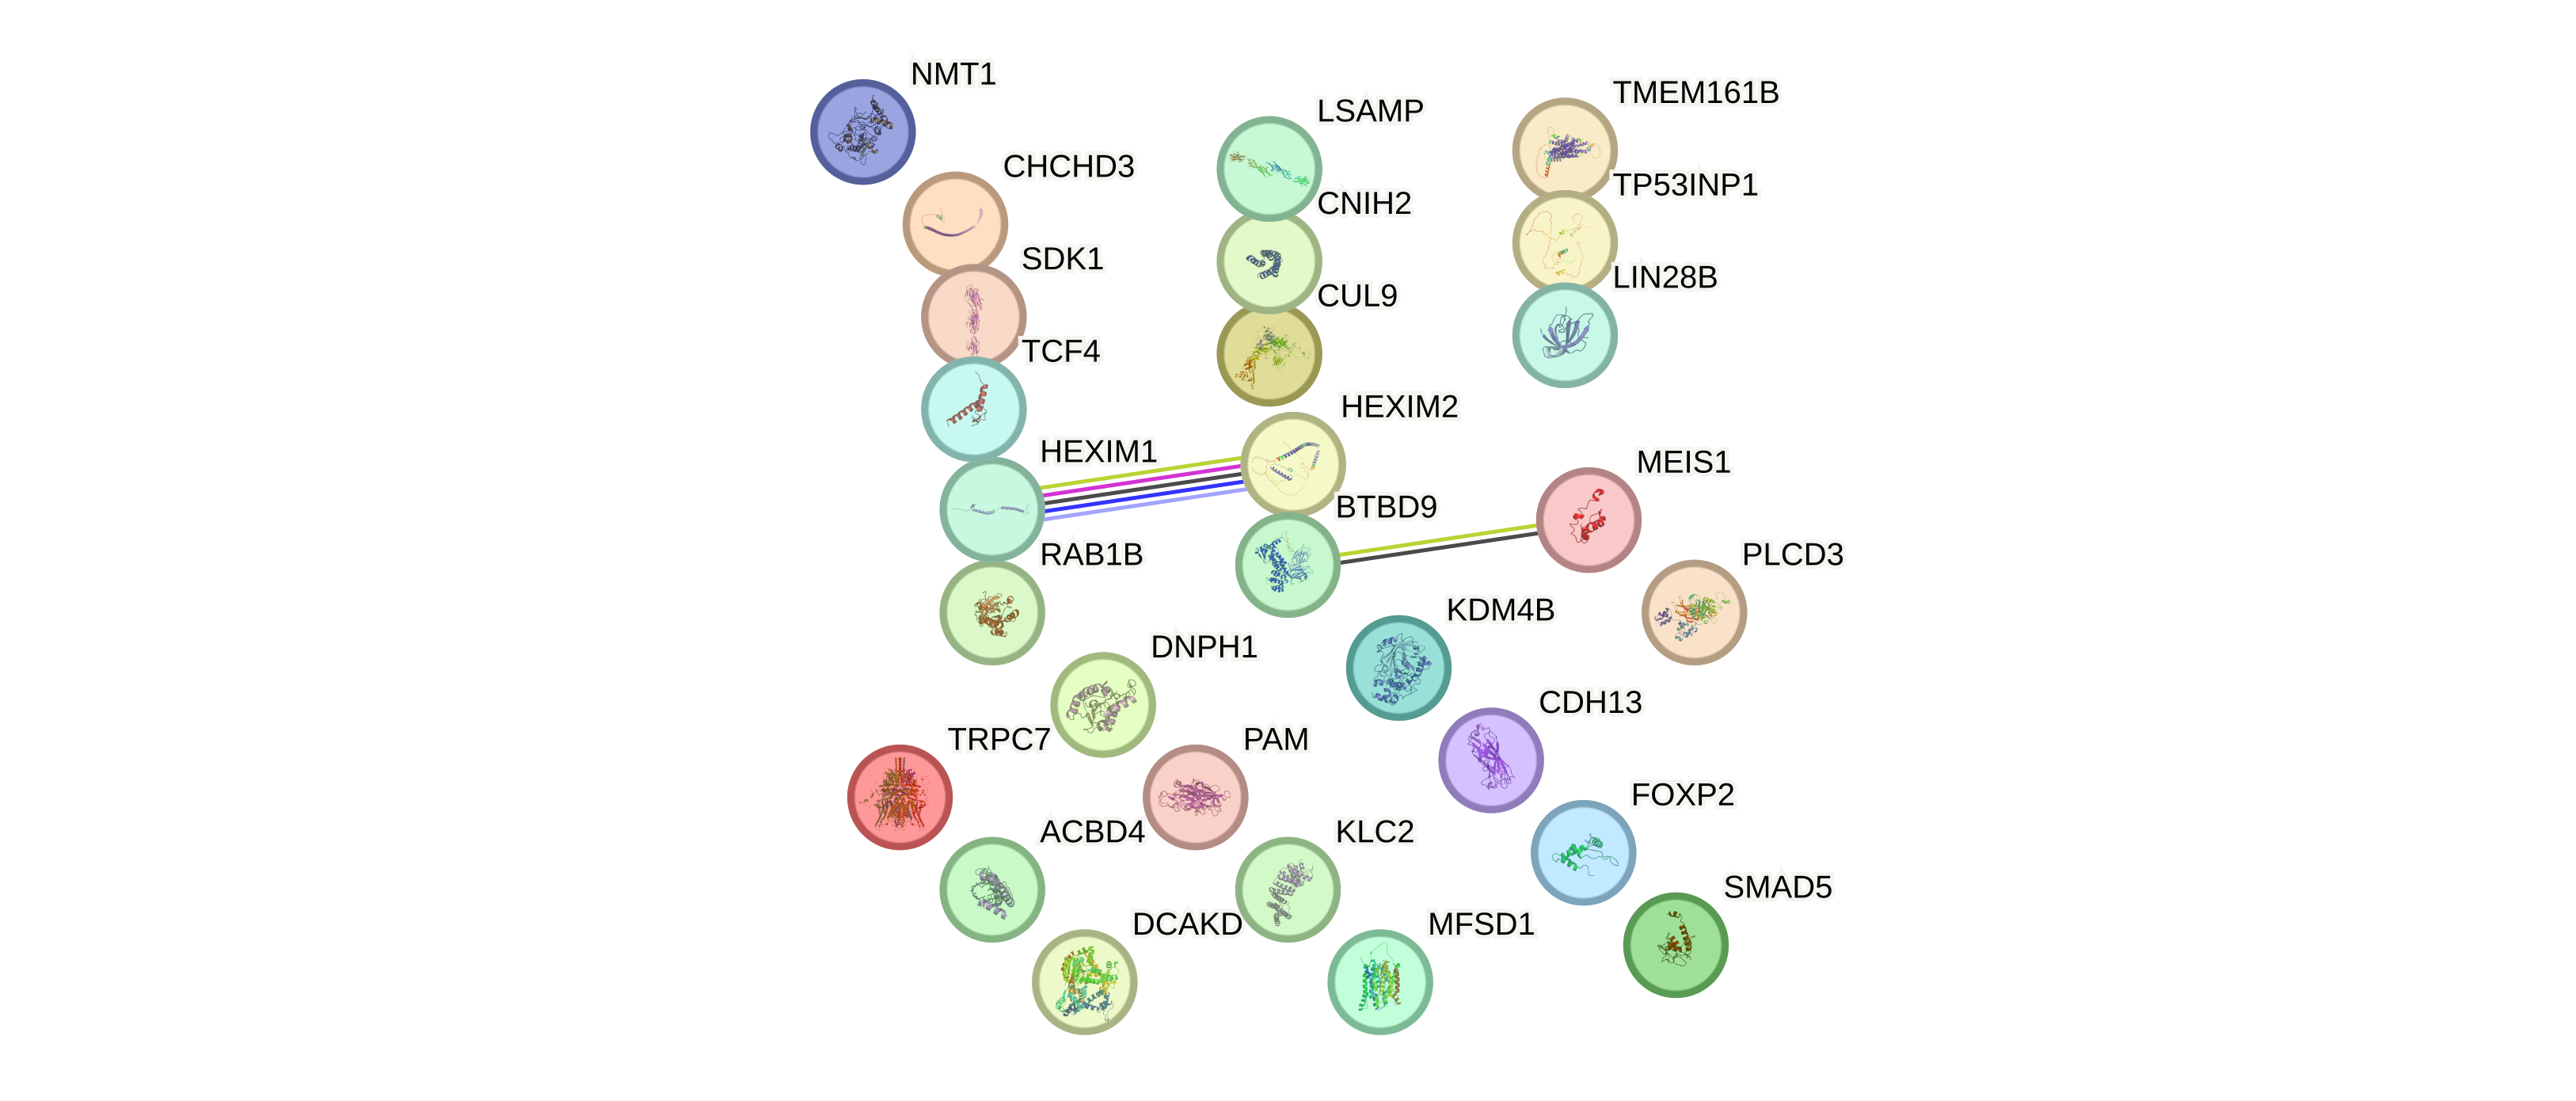 NMT1
TMEM161B
LSAMP
CHCHD3
TP53INP1
CNIH2
SDK1
LIN28B
CUL9
TCF4
HEXIM2
HEXIM1
MEIS1
BTBD9
RAB1B
PLCD3
KDM4B
DNPH1
CDH13
TRPC7
PAM
FOXP2
ACBD4
KLC2
SMAD5
DCAKD
MFSD1